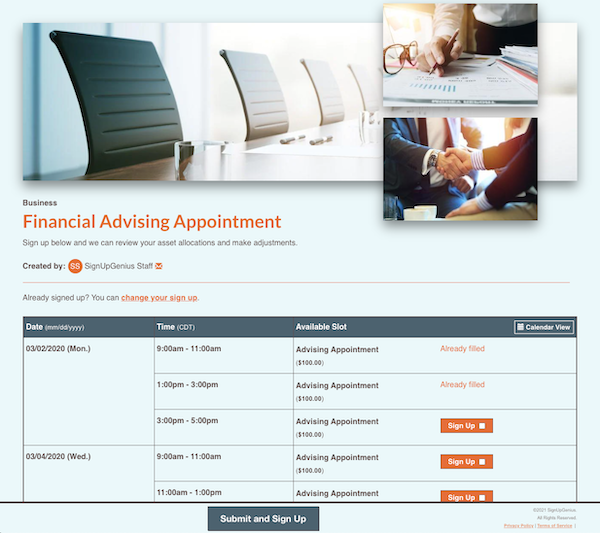 Business
Financial Advising Appointment
Sign up below and we can review your asset allocations and make adjustments.
Created by: SS SignUpGenius Staff
Already signed up? You can change your sign up.
Date (mm/dd/yyyy) Time (CDT) Available Slot Calendar View
03/02/2020 (Mon.) 9:00am - 11:00am Advising Appointment Already filled
($100.00)
1:00pm - 3:00pm Advising Appointment Already filled
($100.00)
3:00pm - 5:00pm Advising Appointment Sign Up
($100.00)
03/04/2020 (Wed.) 9:00am - 11:00am Advising Appointment Sign Up
($100.00)
11:00am - 1:00pm Advising Appointment Sign Up
Submit and Sign Up
©2021 SignUpGenius
All Rights Reserved.
Privacy Policy | Terms of Service |